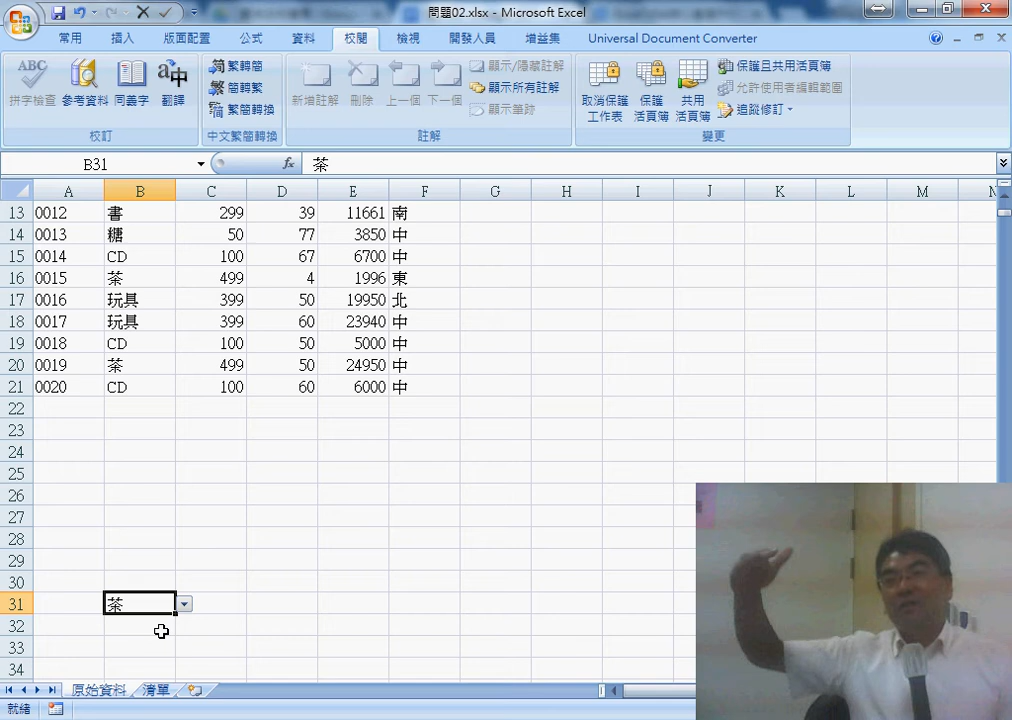 問題02.xlsx - Microsoft Excel
常用 插入 版面配置 公式 資料 校閱 檢視 開發人員 增益集 Universal Document Converter
ABC 繁轉簡 顯示/隱藏註解 保護且共用活頁簿
簡轉繁 顯示所有註解 允許使用者編輯範圍
拼字檢查 參考資料 同義字 翻譯 繁簡轉換 新增註解 刪除 上一個 下一個 顯示筆跡 取消保護工作表 保護活頁簿 共用活頁簿 追蹤修訂
校訂 中文繁簡轉換 註解 變更
B31 fx 茶
A B C D E F G H I J K L M N
13 0012 書 299 39 11661 南
14 0013 糖 50 77 3850 中
15 0014 CD 100 67 6700 中
16 0015 茶 499 4 1996 東
17 0016 玩具 399 50 19950 北
18 0017 玩具 399 60 23940 中
19 0018 CD 100 50 5000 中
20 0019 茶 499 50 24950 中
21 0020 CD 100 60 6000 中
22
23
24
25
26
27
28
29
30
31 茶
32
33
34
原始資料 清單
就緒